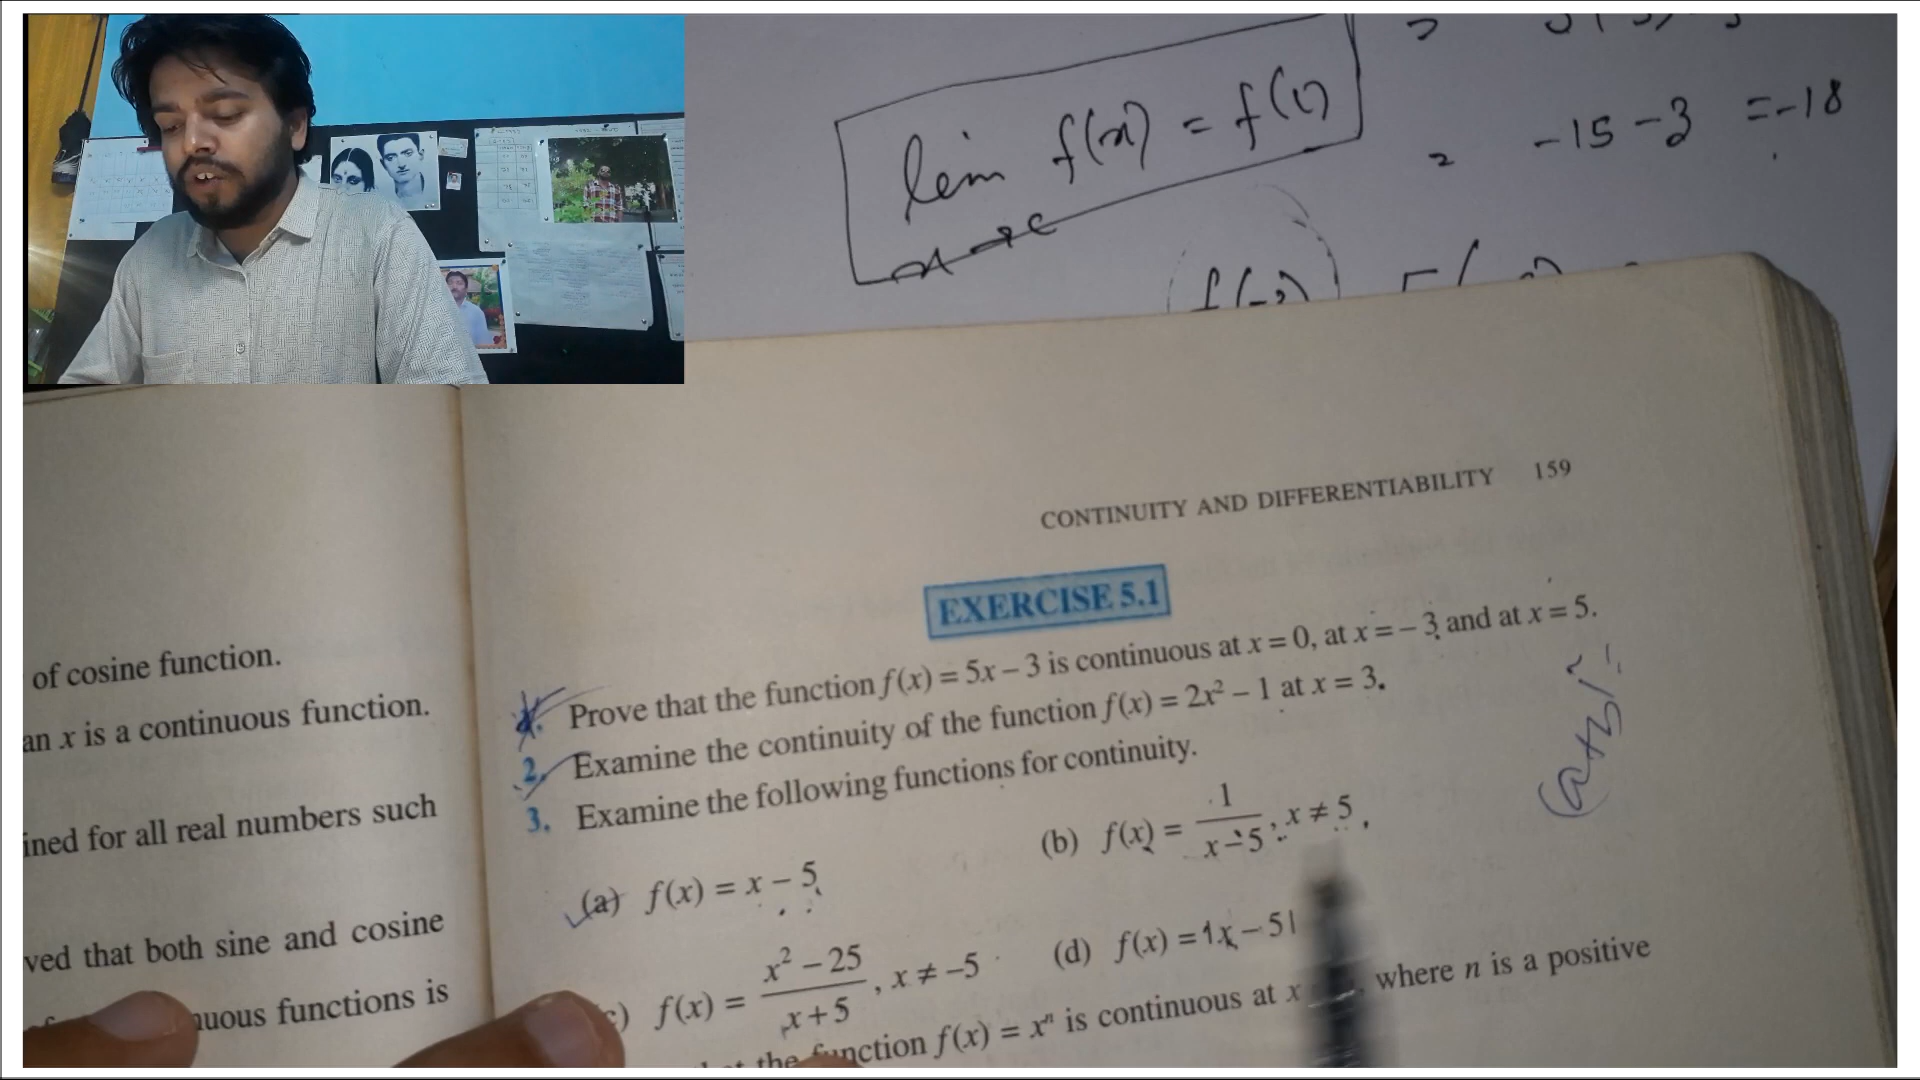 lim f(x) = f(c)
x→c
= -15 - 3 = -18
f(-3)
CONTINUITY AND DIFFERENTIABILITY 159
EXERCISE 5.1
1. Prove that the function f(x) = 5x – 3 is continuous at x = 0, at x = – 3 and at x = 5.
2. Examine the continuity of the function f(x) = 2x² – 1 at x = 3.
3. Examine the following functions for continuity.
(a) f(x) = x – 5 (b) f(x) = 1/(x – 5), x ≠ 5
(c) f(x) = (x² – 25)/(x + 5), x ≠ –5 (d) f(x) = |x – 5|
the function f(x) = xⁿ is continuous at x where n is a positive
of cosine function.
an x is a continuous function.
ined for all real numbers such
ved that both sine and cosine
nuous functions is